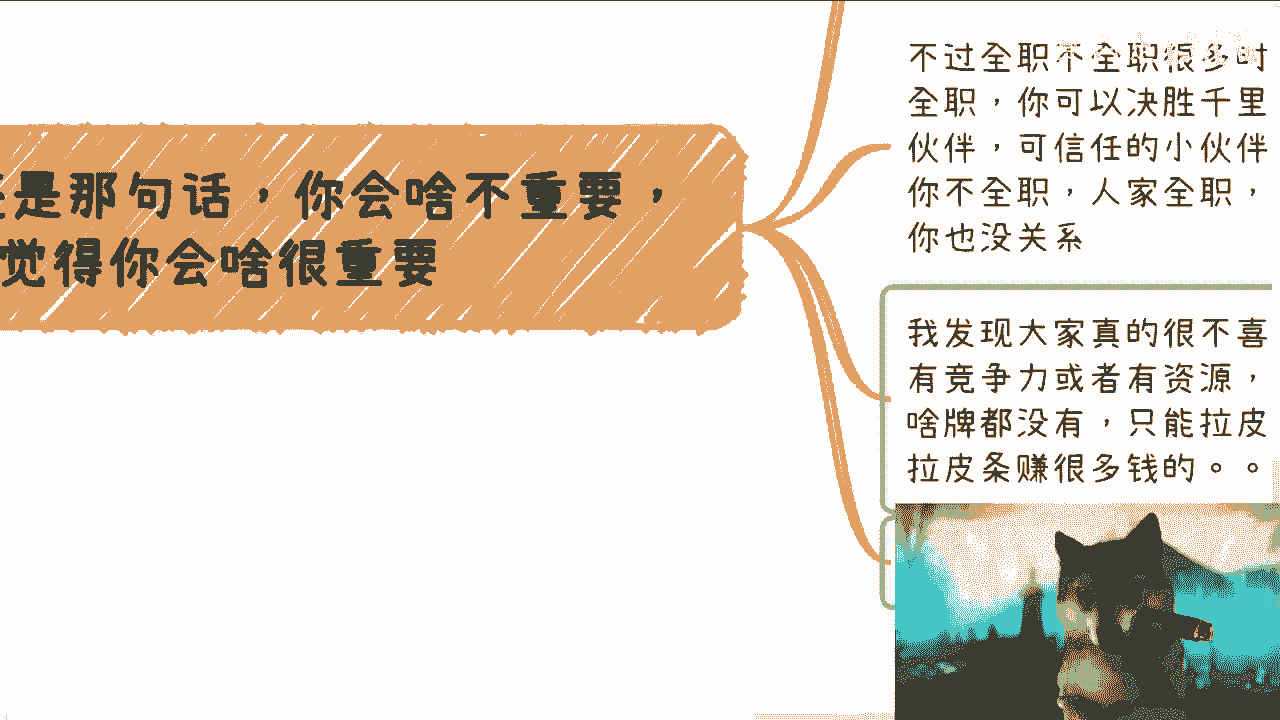 是那句话，你会啥不重要，
觉得你会啥很重要
不过全职不全职很多时
全职，你可以决胜千里
伙伴，可信任的小伙伴
你不全职，人家全职，
你也没关系
我发现大家真的很不喜
有竞争力或者有资源，
啥牌都没有，只能拉皮
拉皮条赚很多钱的。。